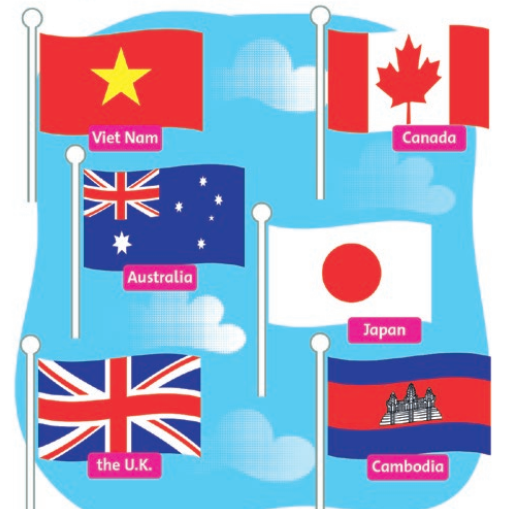 Viet Nam
Canada
Australia
Japan
the U.K.
Cambodia